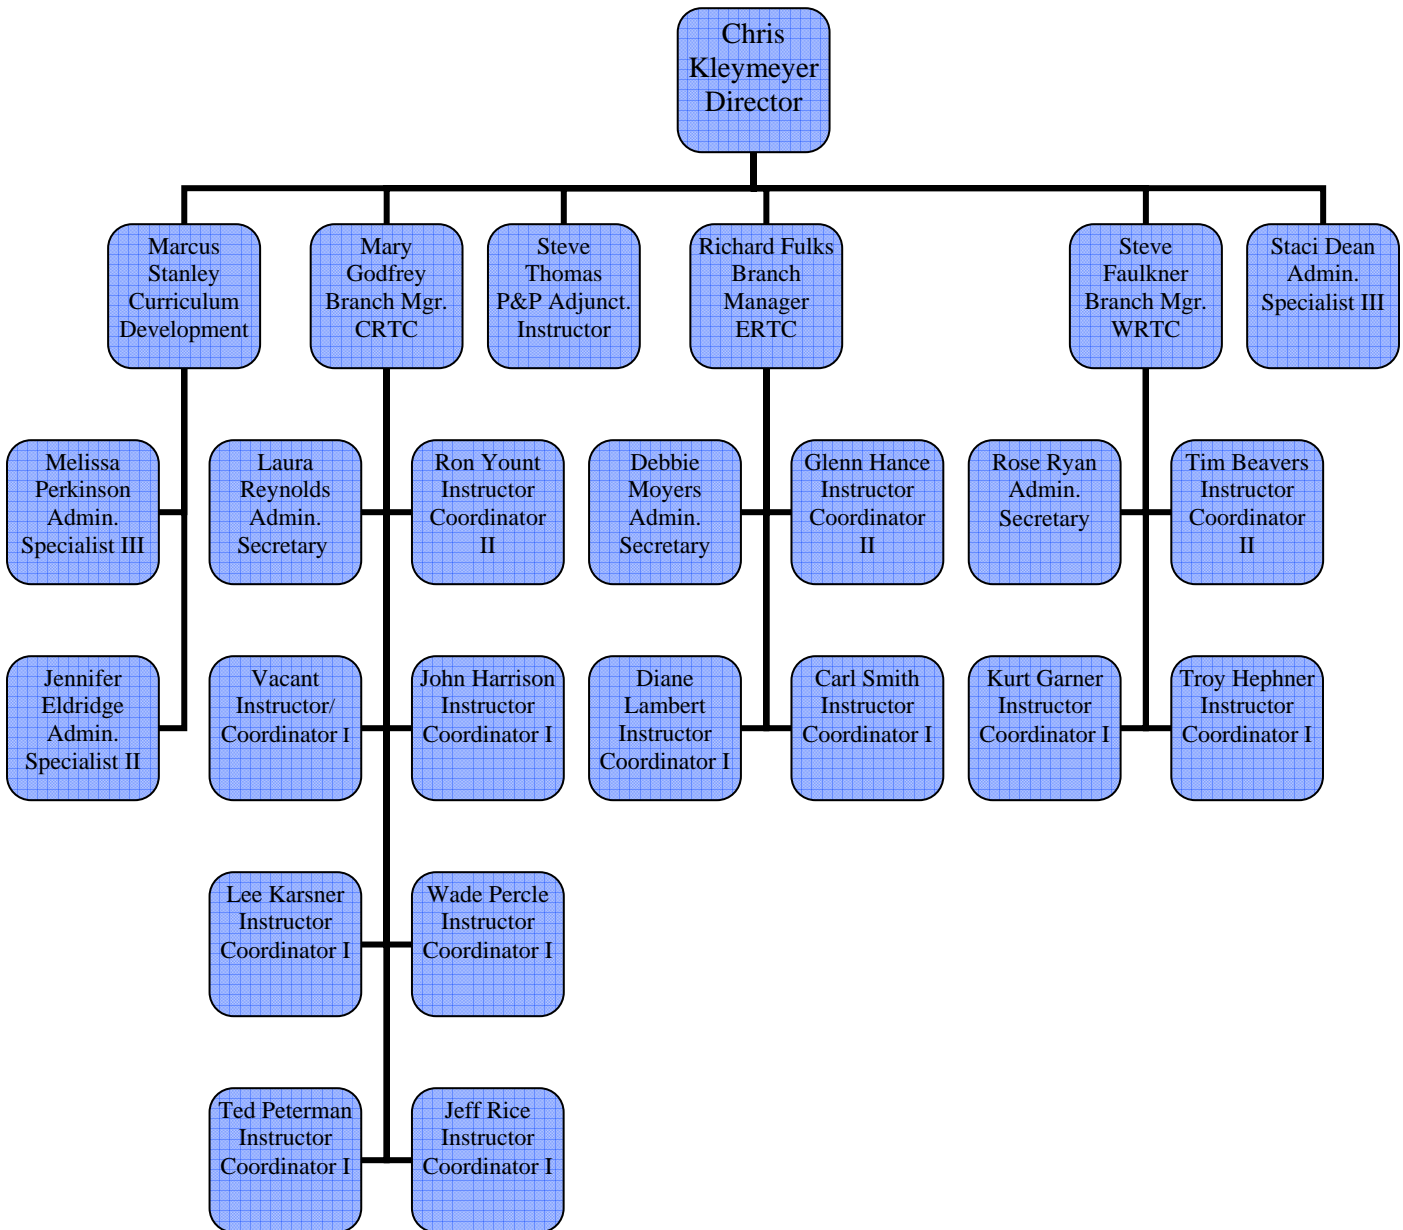 Chris
Kleymeyer
Director
Marcus
Stanley
Curriculum
Development
Mary
Godfrey
Branch Mgr.
CRTC
Steve
Thomas
P&P Adjunct.
Instructor
Richard Fulks
Branch
Manager
ERTC
Steve
Faulkner
Branch Mgr.
WRTC
Staci Dean
Admin.
Specialist III
Melissa
Perkinson
Admin.
Specialist III
Laura
Reynolds
Admin.
Secretary
Ron Yount
Instructor
Coordinator
II
Debbie
Moyers
Admin.
Secretary
Glenn Hance
Instructor
Coordinator
II
Rose Ryan
Admin.
Secretary
Tim Beavers
Instructor
Coordinator
II
Jennifer
Eldridge
Admin.
Specialist II
Vacant
Instructor/
Coordinator I
John Harrison
Instructor
Coordinator I
Diane
Lambert
Instructor
Coordinator I
Carl Smith
Instructor
Coordinator I
Kurt Garner
Instructor
Coordinator I
Troy Hephner
Instructor
Coordinator I
Lee Karsner
Instructor
Coordinator I
Wade Percle
Instructor
Coordinator I
Ted Peterman
Instructor
Coordinator I
Jeff Rice
Instructor
Coordinator I